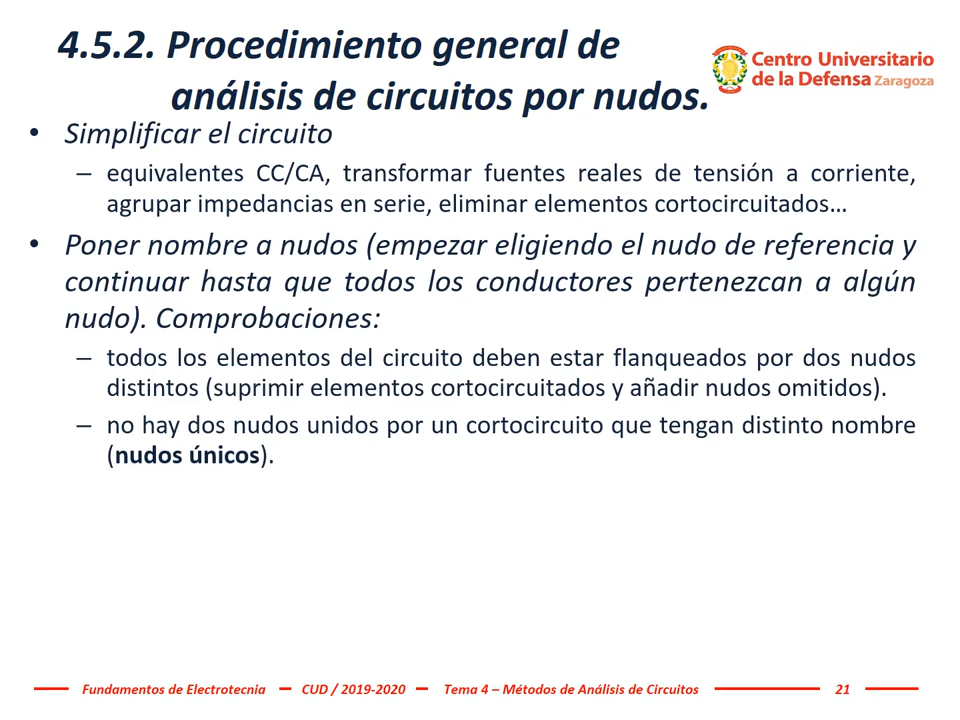 4.5.2. Procedimiento general de
análisis de circuitos por nudos.
Centro Universitario
de la Defensa Zaragoza
• Simplificar el circuito
– equivalentes CC/CA, transformar fuentes reales de tensión a corriente,
agrupar impedancias en serie, eliminar elementos cortocircuitados…
• Poner nombre a nudos (empezar eligiendo el nudo de referencia y
continuar hasta que todos los conductores pertenezcan a algún
nudo). Comprobaciones:
– todos los elementos del circuito deben estar flanqueados por dos nudos
distintos (suprimir elementos cortocircuitados y añadir nudos omitidos).
– no hay dos nudos unidos por un cortocircuito que tengan distinto nombre
(nudos únicos).
Fundamentos de Electrotecnia – CUD / 2019-2020 – Tema 4 – Métodos de Análisis de Circuitos 21